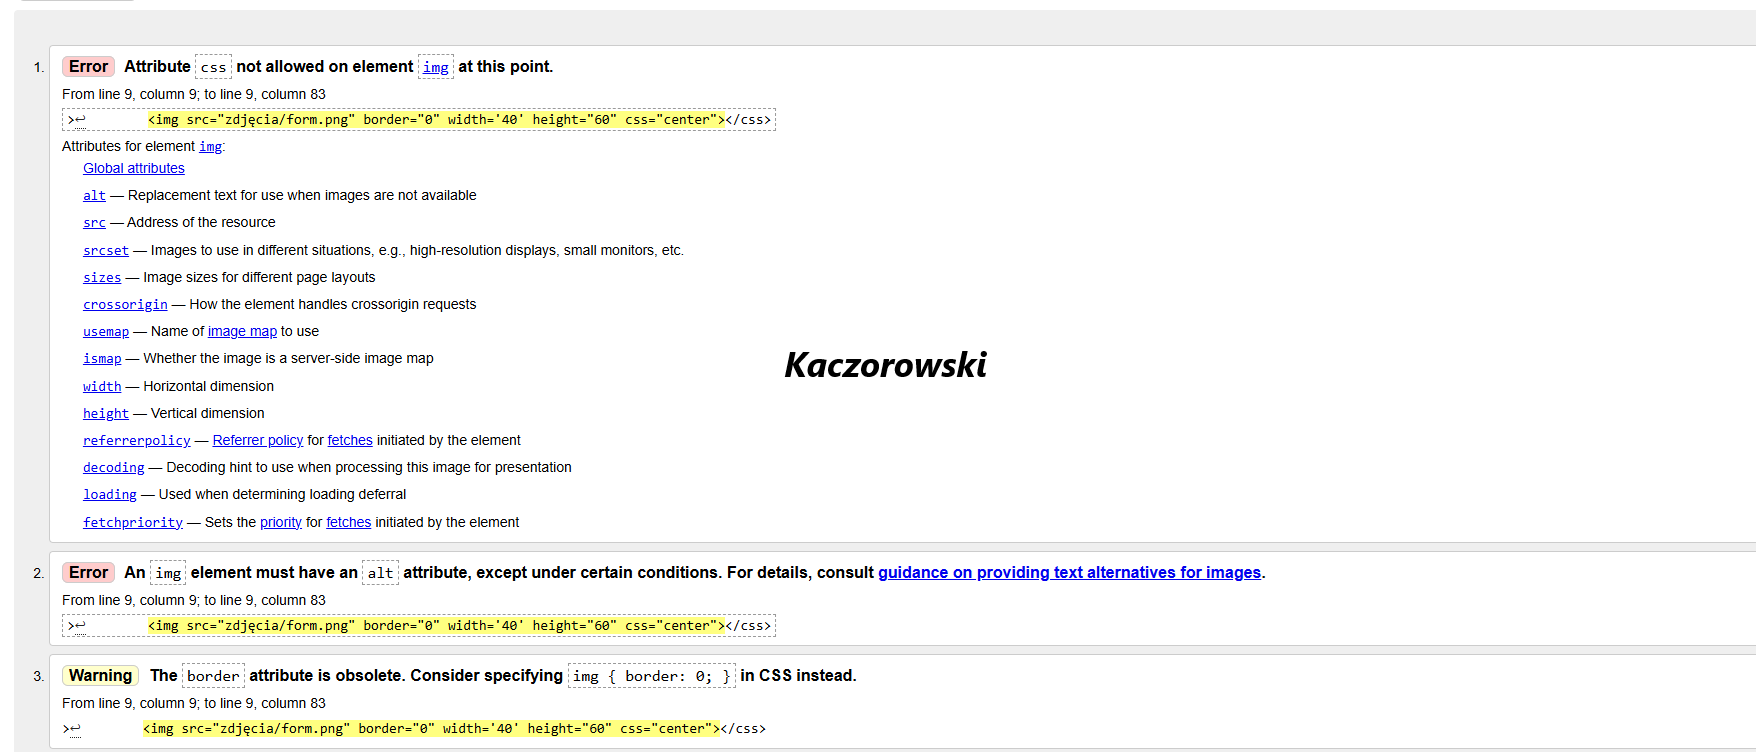 1. Error Attribute css not allowed on element img at this point.
From line 9, column 9; to line 9, column 83
>↩ <img src="zdjęcia/form.png" border="0" width='40' height="60" css="center"></css>
Attributes for element img:
Global attributes
alt — Replacement text for use when images are not available
src — Address of the resource
srcset — Images to use in different situations, e.g., high-resolution displays, small monitors, etc.
sizes — Image sizes for different page layouts
crossorigin — How the element handles crossorigin requests
usemap — Name of image map to use
ismap — Whether the image is a server-side image map
Kaczorowski
width — Horizontal dimension
height — Vertical dimension
referrerpolicy — Referrer policy for fetches initiated by the element
decoding — Decoding hint to use when processing this image for presentation
loading — Used when determining loading deferral
fetchpriority — Sets the priority for fetches initiated by the element
2. Error An img element must have an alt attribute, except under certain conditions. For details, consult guidance on providing text alternatives for images.
From line 9, column 9; to line 9, column 83
>↩ <img src="zdjęcia/form.png" border="0" width='40' height="60" css="center"></css>
3. Warning The border attribute is obsolete. Consider specifying img { border: 0; } in CSS instead.
From line 9, column 9; to line 9, column 83
>↩ <img src="zdjęcia/form.png" border="0" width='40' height="60" css="center"></css>